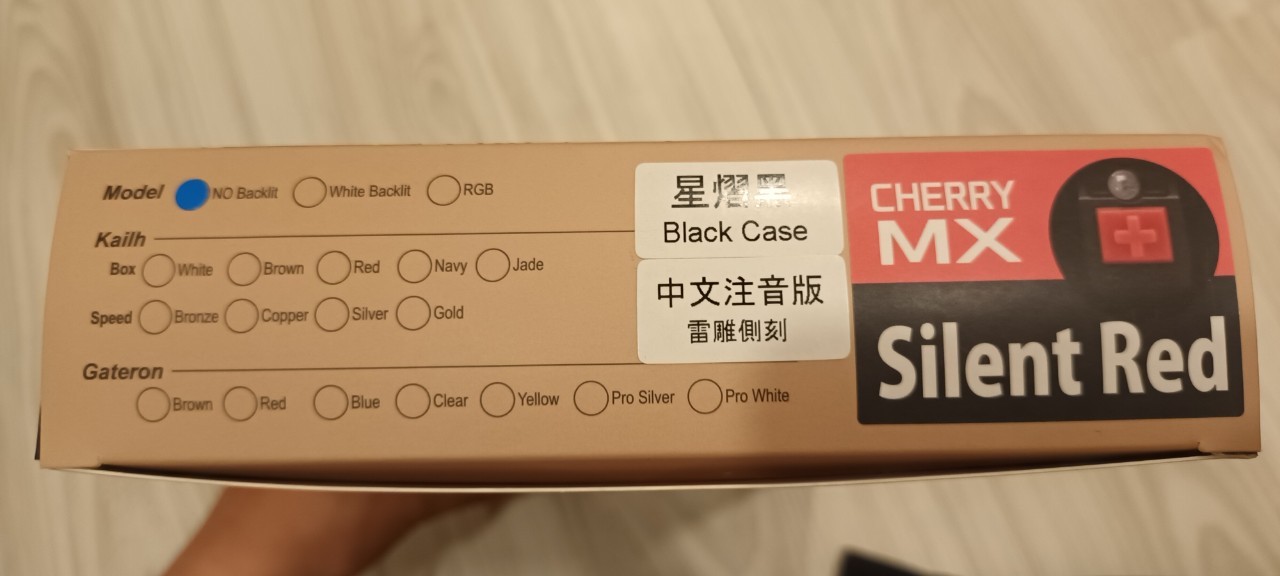 Model NO Backlit White Backlit RGB
Kailh
Box White Brown Red Navy Jade
Speed Bronze Copper Silver Gold
Gateron
Brown Red Blue Clear Yellow Pro Silver Pro White
星熠黑
Black Case
中文注音版
雷雕側刻
CHERRY
MX
Silent Red